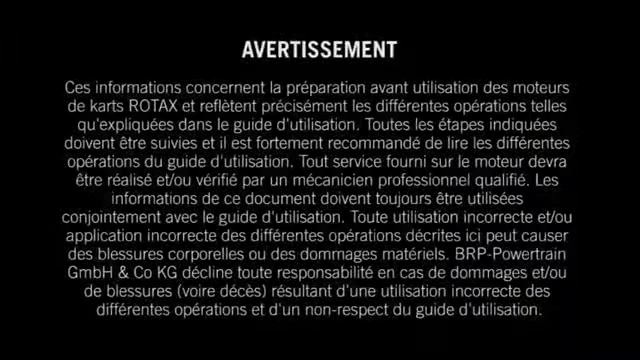 AVERTISSEMENT
Ces informations concernent la préparation avant utilisation des moteurs
de karts ROTAX et reflètent précisément les différentes opérations telles
qu'expliquées dans le guide d'utilisation. Toutes les étapes indiquées
doivent être suivies et il est fortement recommandé de lire les différentes
opérations du guide d'utilisation. Tout service fourni sur le moteur devra
être réalisé et/ou vérifié par un mécanicien professionnel qualifié. Les
informations de ce document doivent toujours être utilisées
conjointement avec le guide d'utilisation. Toute utilisation incorrecte et/ou
application incorrecte des différentes opérations décrites ici peut causer
des blessures corporelles ou des dommages matériels. BRP-Powertrain
GmbH & Co KG décline toute responsabilité en cas de dommages et/ou
de blessures (voire décès) résultant d'une utilisation incorrecte des
différentes opérations et d'un non-respect du guide d'utilisation.